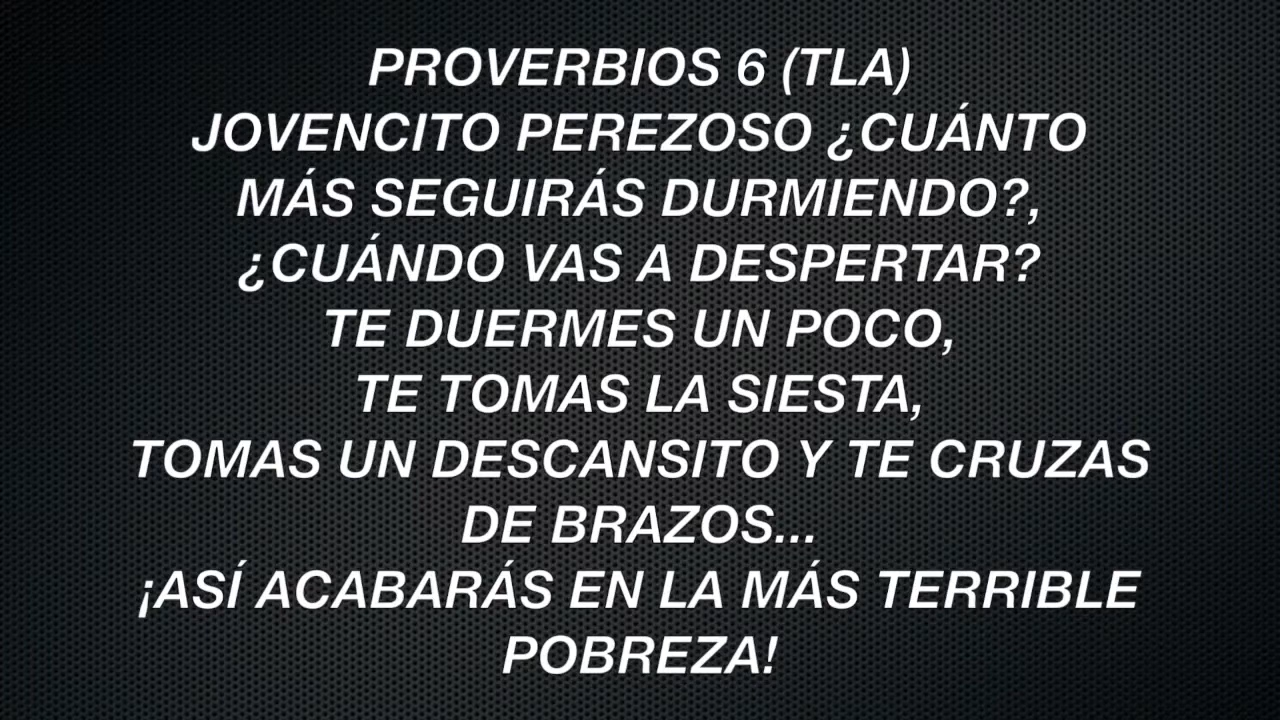 PROVERBIOS 6 (TLA)
JOVENCITO PEREZOSO ¿CUÁNTO
MÁS SEGUIRÁS DURMIENDO?,
¿CUÁNDO VAS A DESPERTAR?
TE DUERMES UN POCO,
TE TOMAS LA SIESTA,
TOMAS UN DESCANSITO Y TE CRUZAS
DE BRAZOS...
¡ASÍ ACABARÁS EN LA MÁS TERRIBLE
POBREZA!